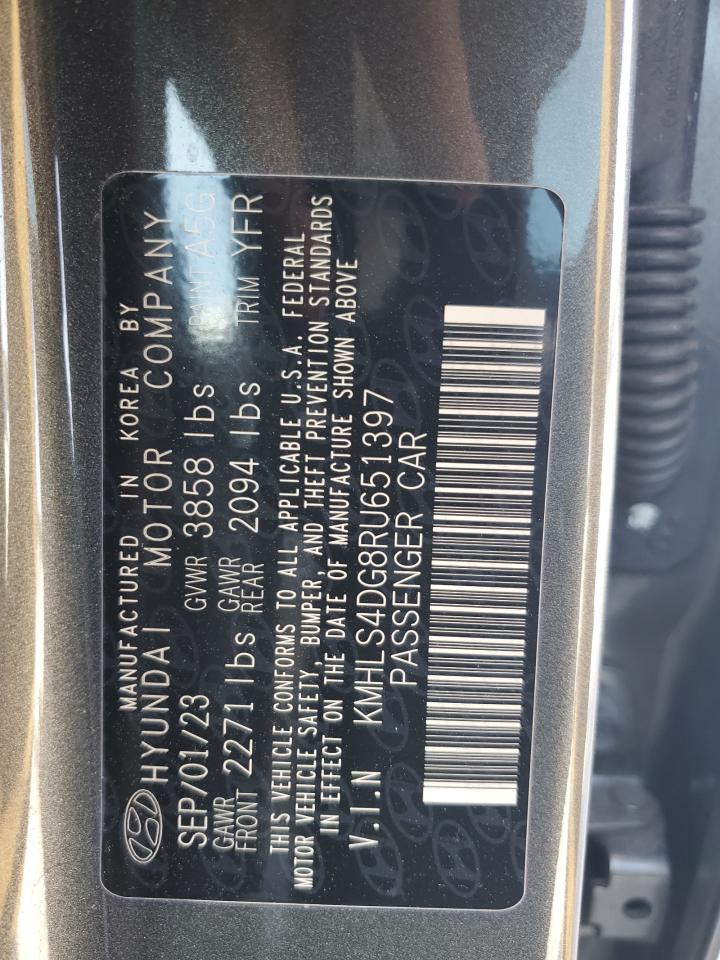 MANUFACTURED IN KOREA BY
HYUNDAI MOTOR COMPANY
SEP/01/23 GVWR 3858 lbs PAINT A5G
GAWR FRONT 2271 lbs GAWR REAR 2094 lbs TRIM YFR
THIS VEHICLE CONFORMS TO ALL APPLICABLE U.S.A. FEDERAL
MOTOR VEHICLE SAFETY, BUMPER, AND THEFT PREVENTION STANDARDS
IN EFFECT ON THE DATE OF MANUFACTURE SHOWN ABOVE
V.I.N KMHLS4DG8RU651397
PASSENGER CAR